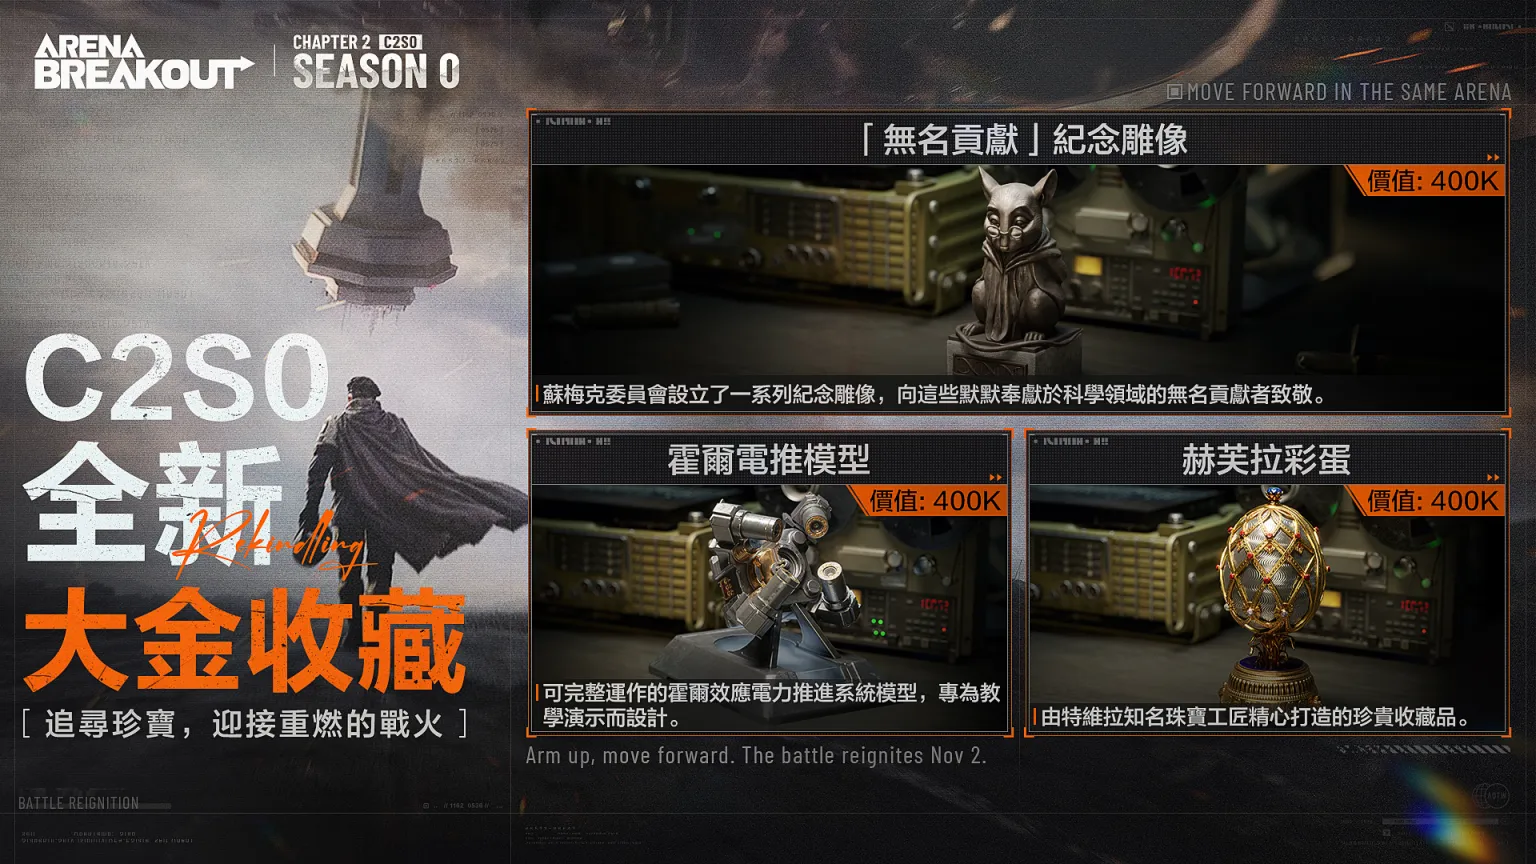 ARENA
BREAKOUT
CHAPTER 2 C2S0
SEASON 0
MOVE FORWARD IN THE SAME ARENA
「無名貢獻」紀念雕像
價值: 400K
蘇梅克委員會設立了一系列紀念雕像，向這些默默奉獻於科學領域的無名貢獻者致敬。
C2S0
全新
Rekindling
大金收藏
[ 追尋珍寶，迎接重燃的戰火 ]
霍爾電推模型
價值: 400K
可完整運作的霍爾效應電力推進系統模型，專為教
學演示而設計。
赫芙拉彩蛋
價值: 400K
由特維拉知名珠寶工匠精心打造的珍貴收藏品。
Arm up, move forward. The battle reignites Nov 2.
BATTLE REIGNITION